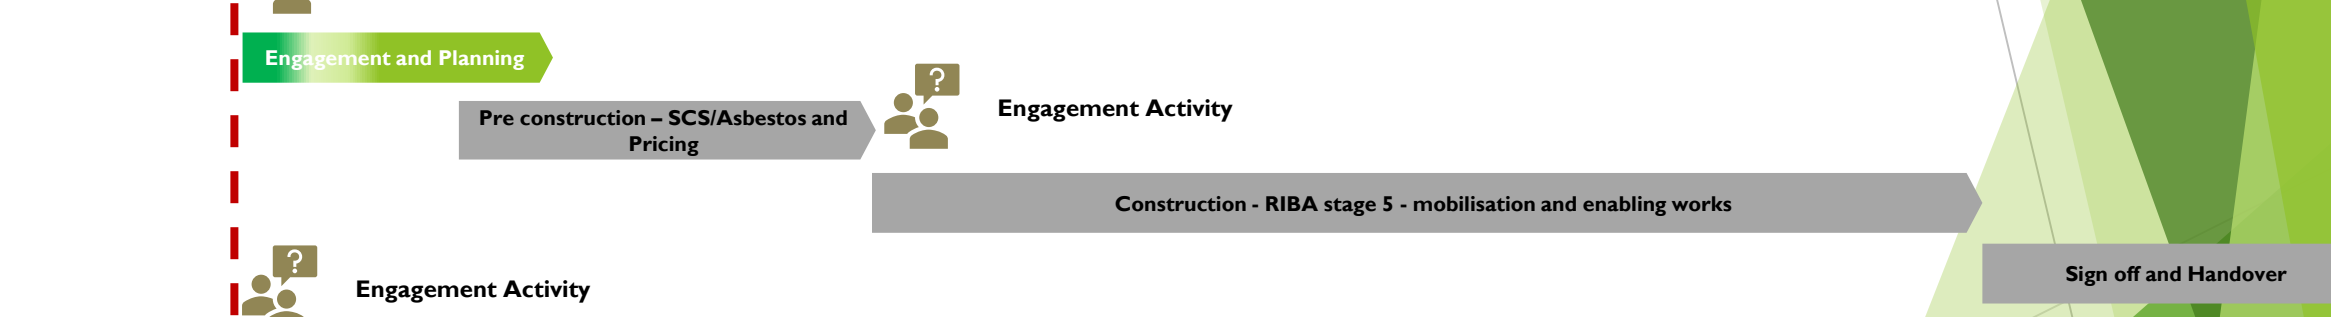 Engagement and Planning
?
Engagement Activity
Pre construction – SCS/Asbestos and
Pricing
Construction - RIBA stage 5 - mobilisation and enabling works
?
Engagement Activity
Sign off and Handover